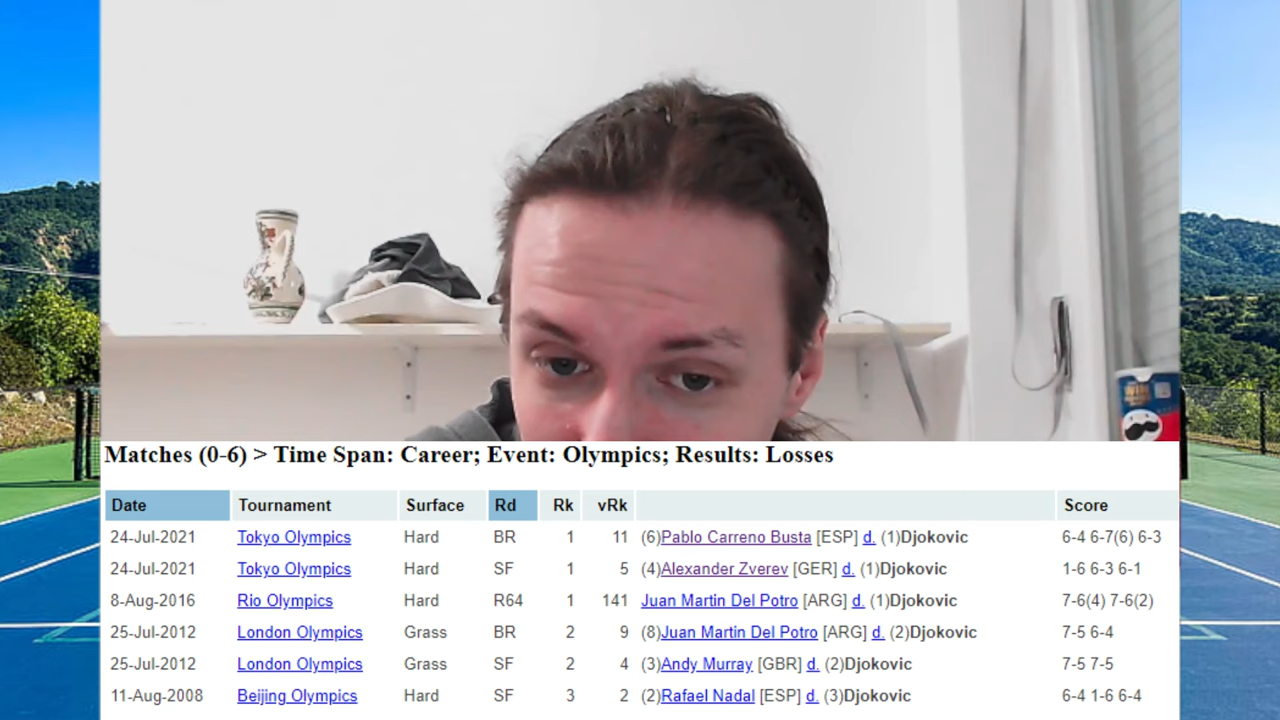 Matches (0-6) > Time Span: Career; Event: Olympics; Results: Losses
Date Tournament Surface Rd Rk vRk Score
24-Jul-2021 Tokyo Olympics Hard BR 1 11 (6)Pablo Carreno Busta [ESP] d. (1)Djokovic 6-4 6-7(6) 6-3
24-Jul-2021 Tokyo Olympics Hard SF 1 5 (4)Alexander Zverev [GER] d. (1)Djokovic 1-6 6-3 6-1
8-Aug-2016 Rio Olympics Hard R64 1 141 Juan Martin Del Potro [ARG] d. (1)Djokovic 7-6(4) 7-6(2)
25-Jul-2012 London Olympics Grass BR 2 9 (8)Juan Martin Del Potro [ARG] d. (2)Djokovic 7-5 6-4
25-Jul-2012 London Olympics Grass SF 2 4 (3)Andy Murray [GBR] d. (2)Djokovic 7-5 7-5
11-Aug-2008 Beijing Olympics Hard SF 3 2 (2)Rafael Nadal [ESP] d. (3)Djokovic 6-4 1-6 6-4